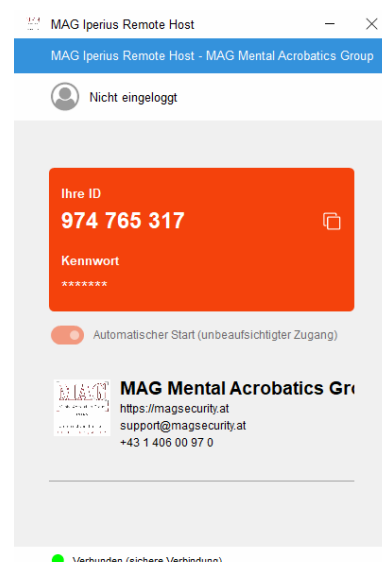 MAG Iperius Remote Host
MAG Iperius Remote Host - MAG Mental Acrobatics Group
Nicht eingeloggt
Ihre ID
974 765 317
Kennwort
*******
Automatischer Start (unbeaufsichtigter Zugang)
MAG
MAG Mental Acrobatics Gr
https://magsecurity.at
support@magsecurity.at
+43 1 406 00 97 0
Verbunden (sichere Verbindung)